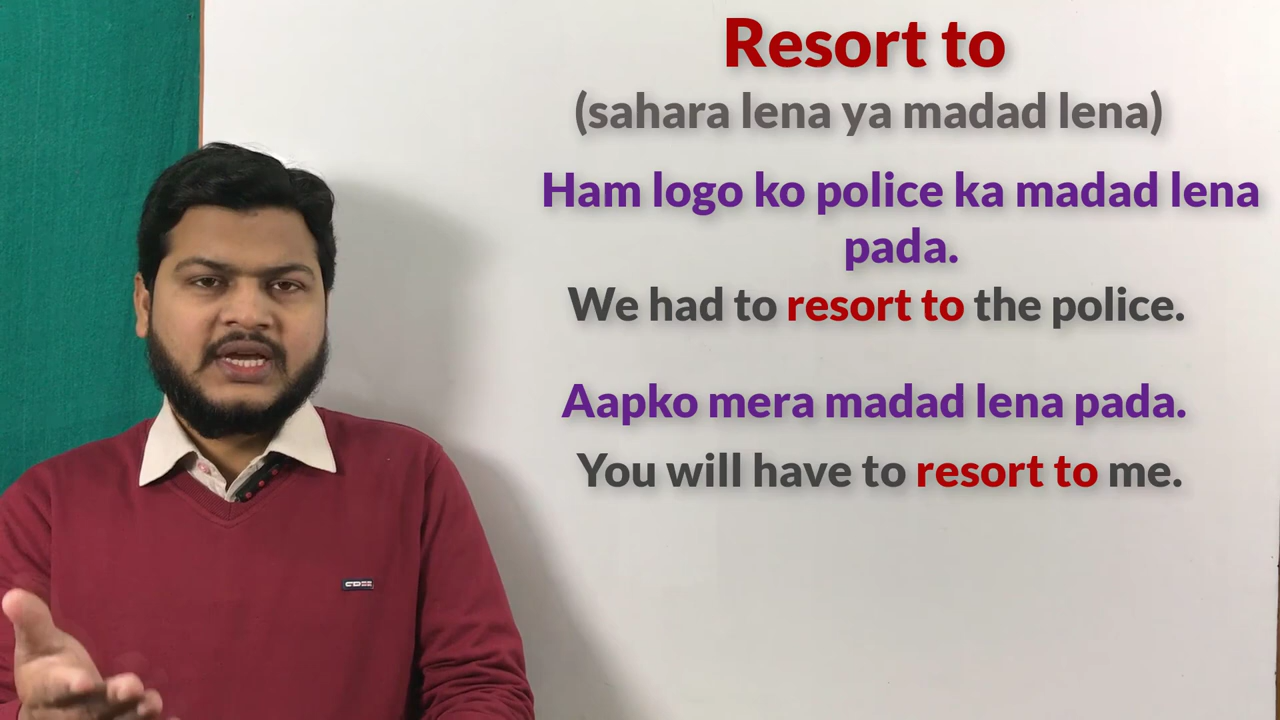 Resort to
(sahara lena ya madad lena)
Ham logo ko police ka madad lena
pada.
We had to resort to the police.
Aapko mera madad lena pada.
You will have to resort to me.